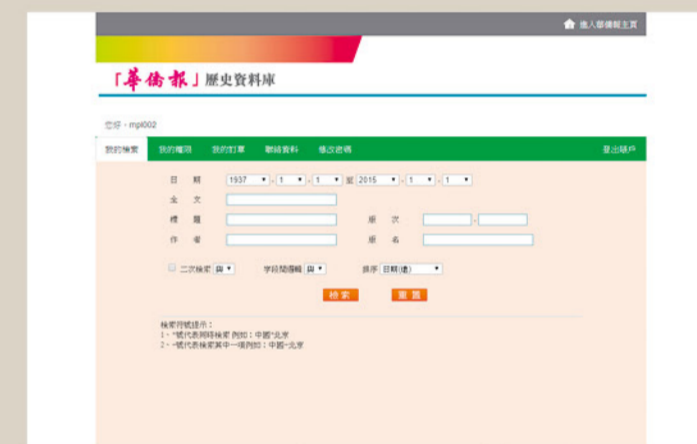 進入華僑報主頁
「華僑报」歷史資料庫
您好，mpl002
我的檢索 我的權限 我的訂單 聯絡資料 修改密碼 登出賬戶
日 期 1937 - 1 - 1 至 2015 - 1 - 1
全 文
標 題 版 次 -
作 者 版 名
二次檢索 與 字段間邏輯 與 排序 日期(遠)
檢索 重置
檢索符號提示：
1、*號代表同時檢索 例如：中國*北京
2、-號代表檢索其中一項例如：中國-北京